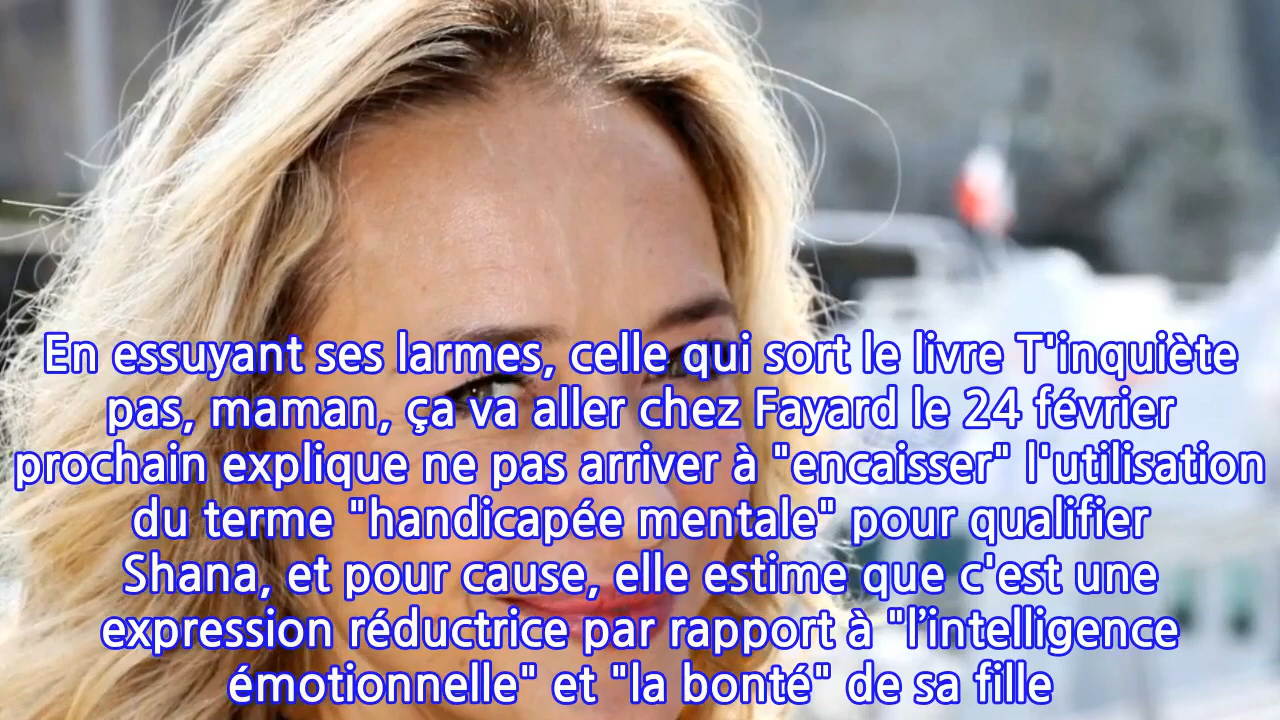 En essuyant ses larmes, celle qui sort le livre T'inquiète
pas, maman, ça va aller chez Fayard le 24 février
prochain explique ne pas arriver à "encaisser" l'utilisation
du terme "handicapée mentale" pour qualifier
Shana, et pour cause, elle estime que c'est une
expression réductrice par rapport à "l’intelligence
émotionnelle" et "la bonté" de sa fille